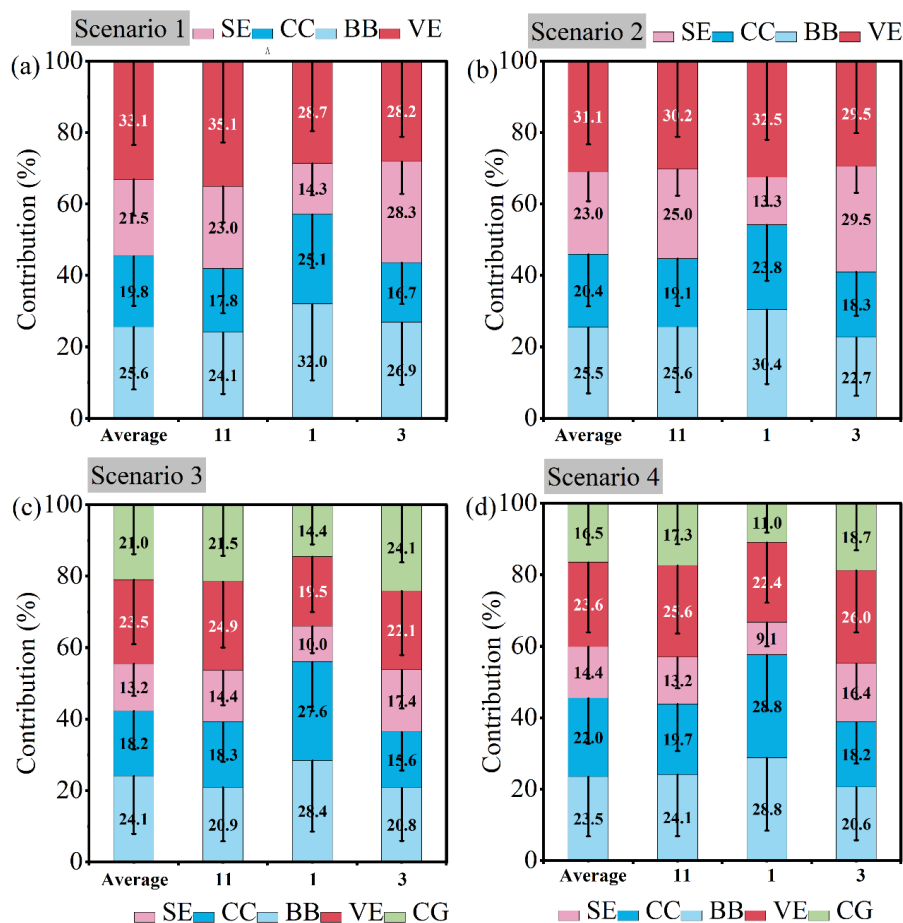 Scenario 1 SE CC BB VE
(a)
Contribution (%)
100
80
60
40
20
0
33.1 35.1 28.7 28.2
21.5 23.0 14.3 28.3
19.8 17.8 25.1 16.7
25.6 24.1 32.0 26.9
Average 11 1 3
Scenario 2 SE CC BB VE
(b)
Contribution (%)
100
80
60
40
20
0
31.1 30.2 32.5 29.5
23.0 25.0 13.3 29.5
20.4 19.1 23.8 18.3
25.5 25.6 30.4 22.7
Average 11 1 3
Scenario 3
(c)
Contribution (%)
100
80
60
40
20
0
21.0 21.5 14.4 24.1
23.5 24.9 19.5 22.1
13.2 14.4 10.0 17.4
18.2 18.3 27.6 15.6
24.1 20.9 28.4 20.8
Average 11 1 3
SE CC BB VE CG
Scenario 4
(d)
Contribution (%)
100
80
60
40
20
0
16.5 17.3 11.0 18.7
23.6 25.6 22.4 26.0
14.4 13.2 9.1 16.4
22.0 19.7 28.8 18.2
23.5 24.1 28.8 20.6
Average 11 1 3
SE CC BB VE CG